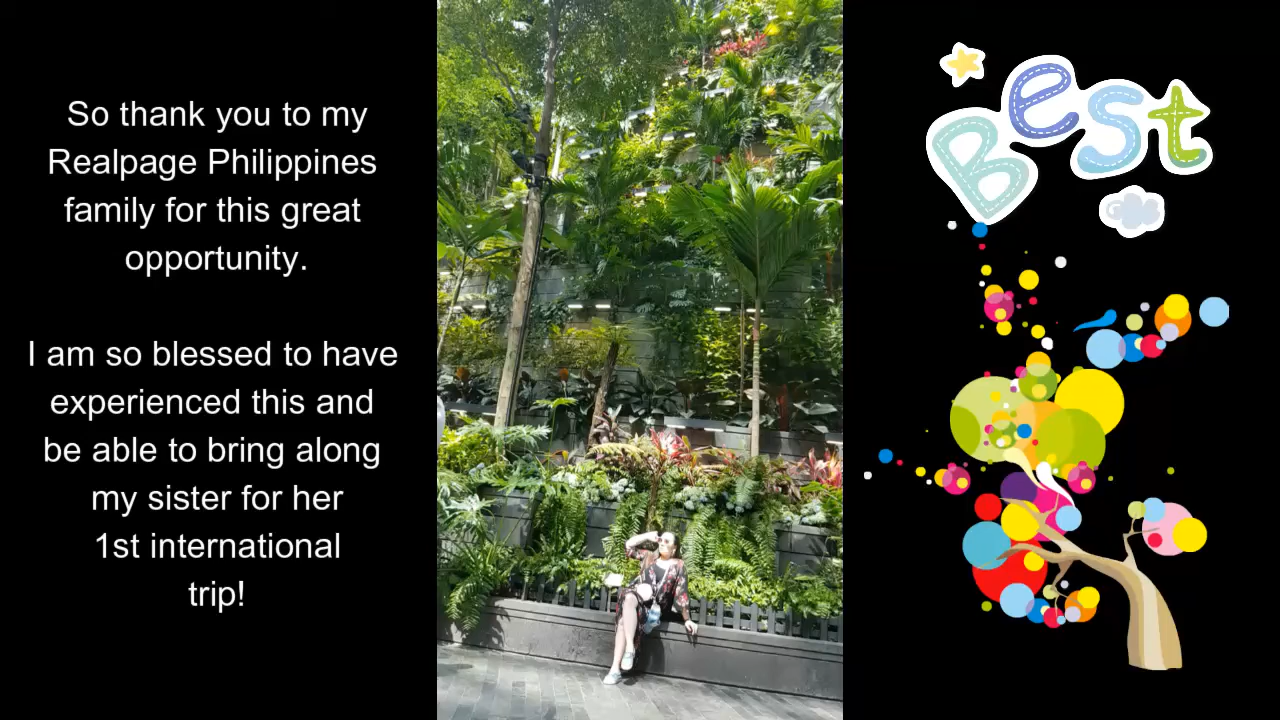 So thank you to my
Realpage Philippines
family for this great
opportunity.
I am so blessed to have
experienced this and
be able to bring along
my sister for her
1st international
trip!
Best